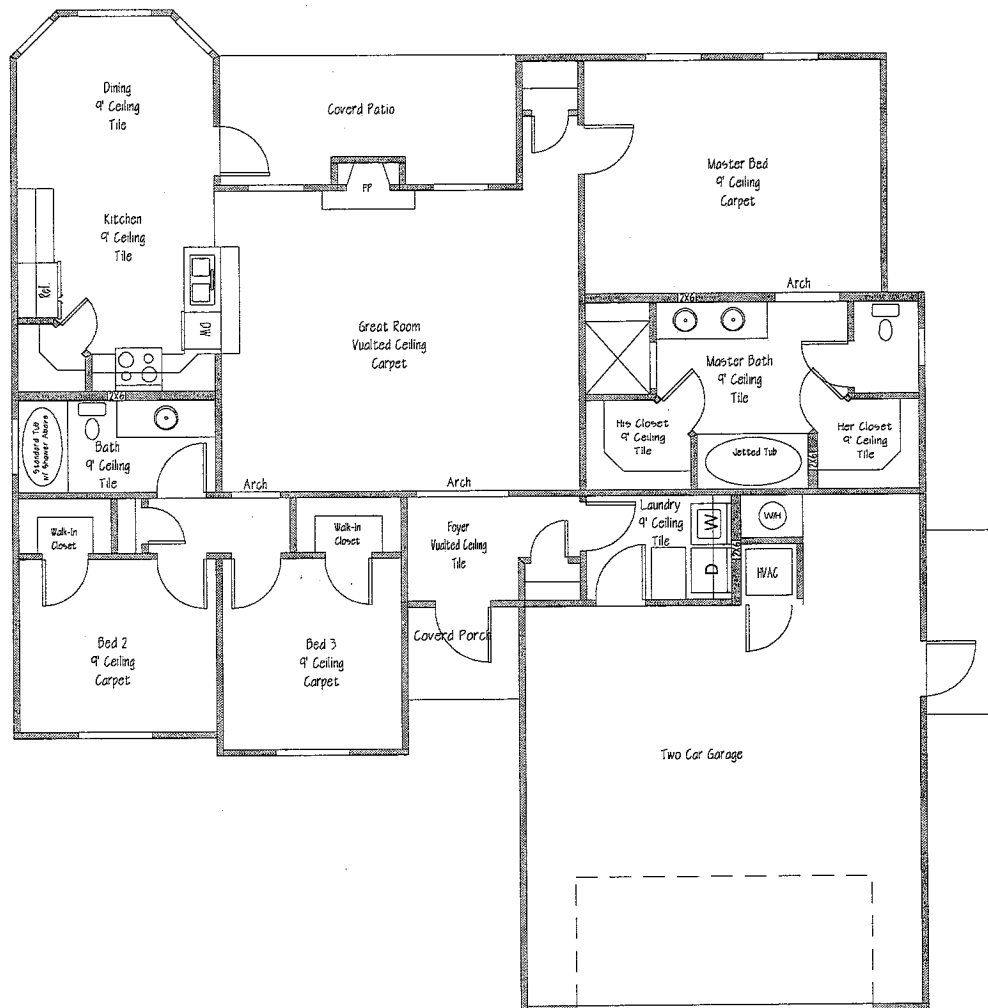 Dining
9' Ceiling
Tile
Coverd Patio
FP
Master Bed
9' Ceiling
Carpet
Kitchen
9' Ceiling
Tile
Ref.
DW
Great Room
Vualted Ceiling
Carpet
Arch
2X6
Master Bath
9' Ceiling
Tile
2X6
Standard Tub
w/ Shower Above
Bath
9' Ceiling
Tile
His Closet
9' Ceiling
Tile
Jetted Tub
2X6
Her Closet
9' Ceiling
Tile
Arch
Arch
Walk-in
Closet
Walk-in
Closet
Foyer
Vualted Ceiling
Tile
Laundry
9' Ceiling
Tile
W
D
2X6
W/H
HVAC
Bed 2
9' Ceiling
Carpet
Bed 3
9' Ceiling
Carpet
Coverd Porch
Two Car Garage